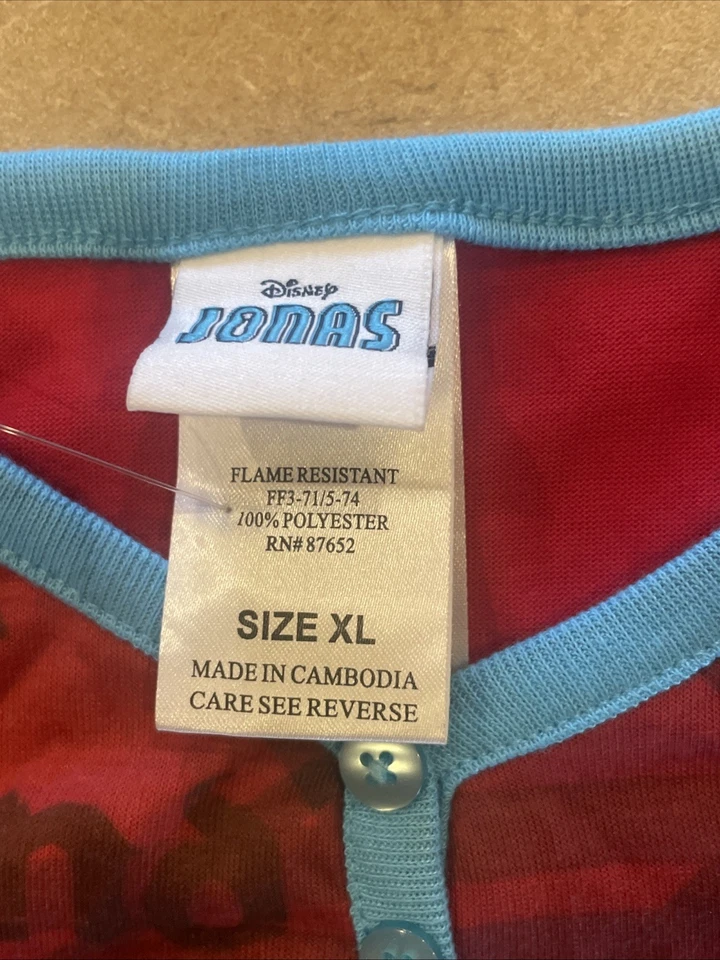 Disney
JONAS
FLAME RESISTANT
FF3-71/5-74
100% POLYESTER
RN# 87652
SIZE XL
MADE IN CAMBODIA
CARE SEE REVERSE